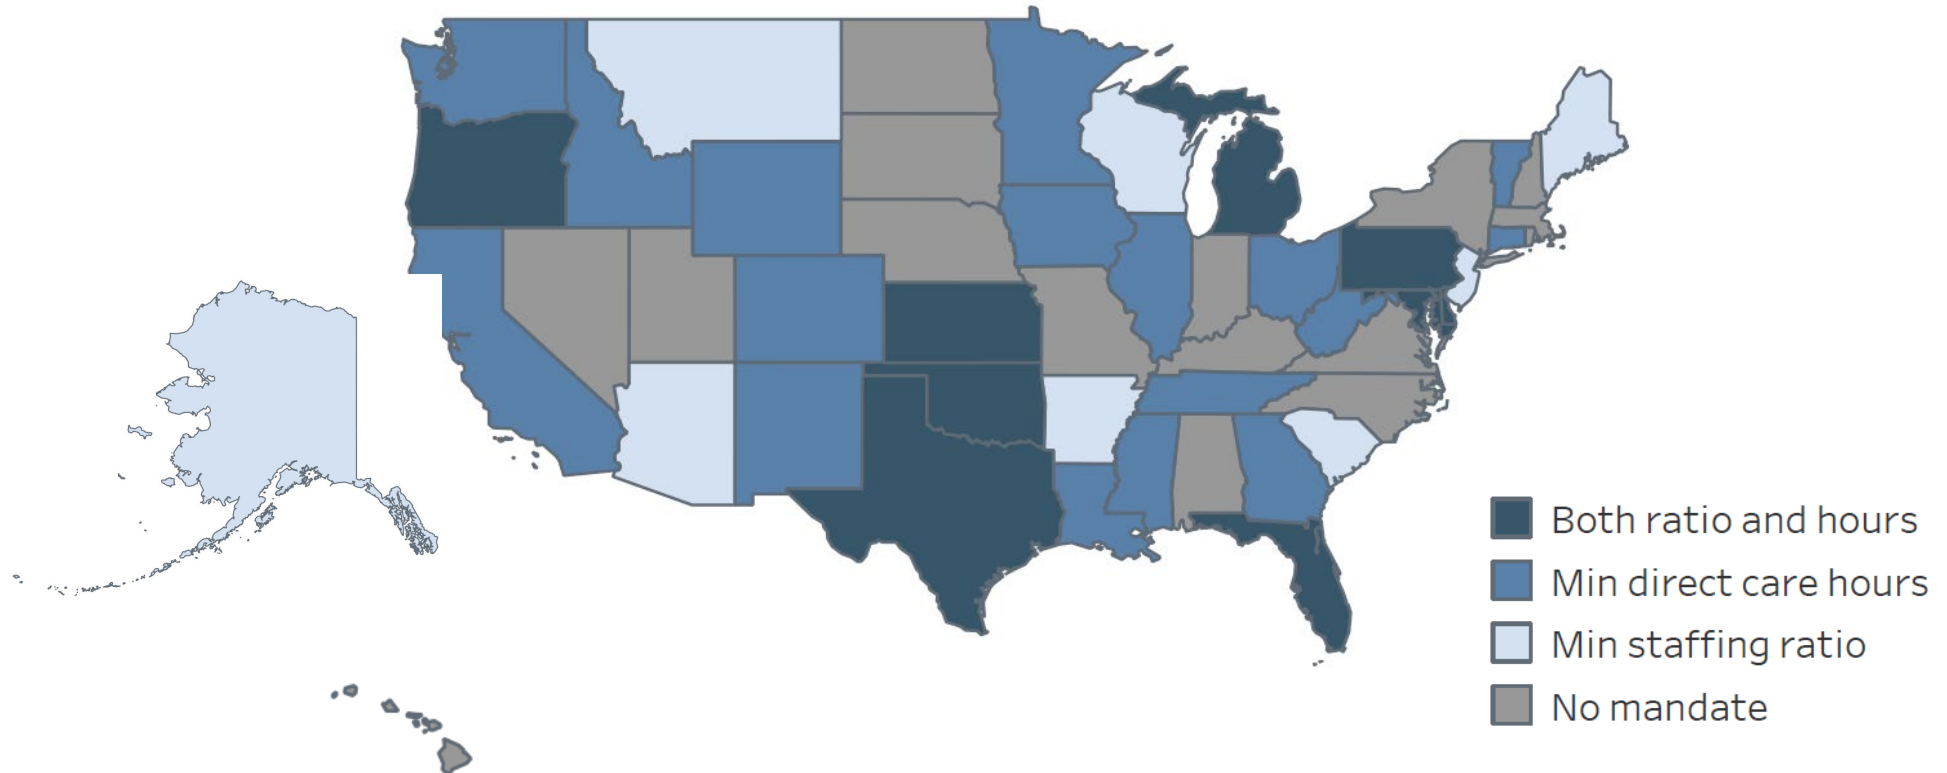 Both ratio and hours
Min direct care hours
Min staffing ratio
No mandate